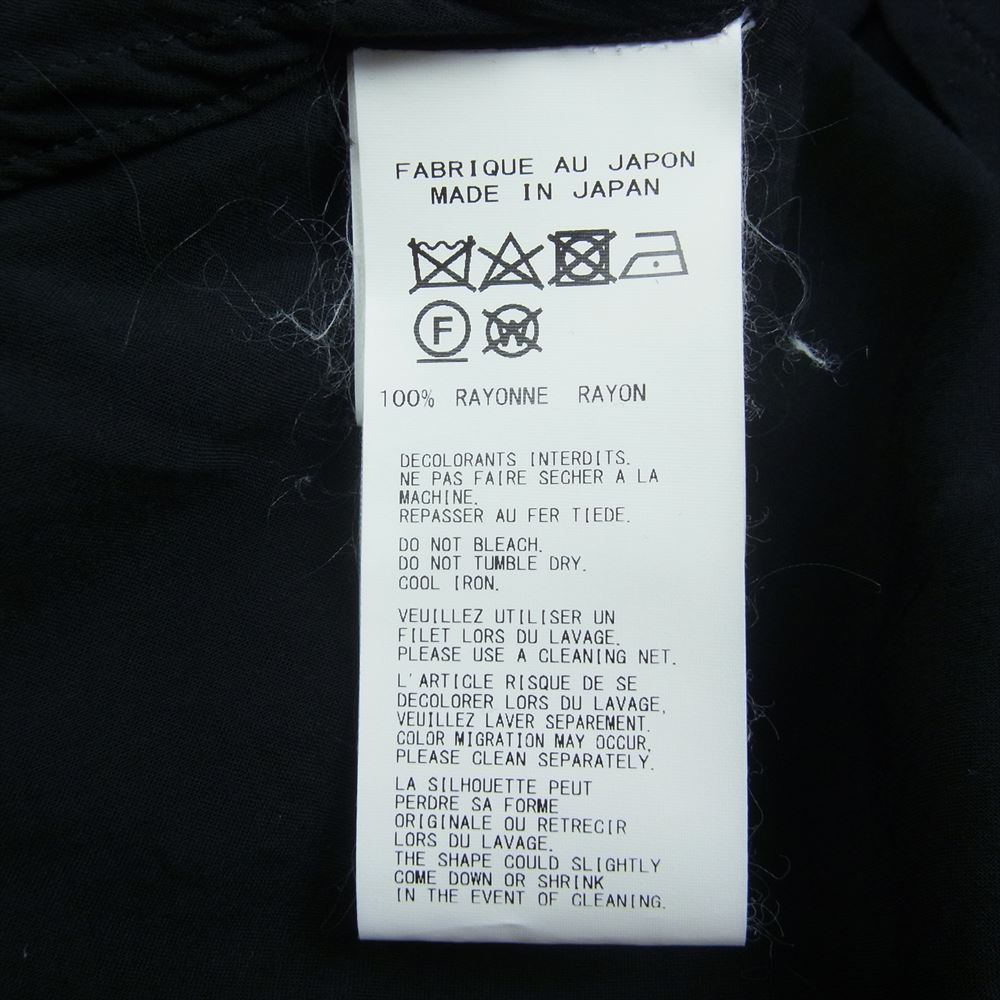 FABRIQUE AU JAPON
MADE IN JAPAN
F W
100% RAYONNE RAYON
DECOLORANTS INTERDITS.
NE PAS FAIRE SECHER A LA
MACHINE.
REPASSER AU FER TIEDE.
DO NOT BLEACH.
DO NOT TUMBLE DRY.
COOL IRON.
VEUILLEZ UTILISER UN
FILET LORS DU LAVAGE.
PLEASE USE A CLEANING NET.
L'ARTICLE RISQUE DE SE
DECOLORER LORS DU LAVAGE,
VEUILLEZ LAVER SEPAREMENT.
COLOR MIGRATION MAY OCCUR,
PLEASE CLEAN SEPARATELY.
LA SILHOUETTE PEUT
PERDRE SA FORME
ORIGINALE OU RETRECIR
LORS DU LAVAGE.
THE SHAPE COULD SLIGHTLY
COME DOWN OR SHRINK
IN THE EVENT OF CLEANING.